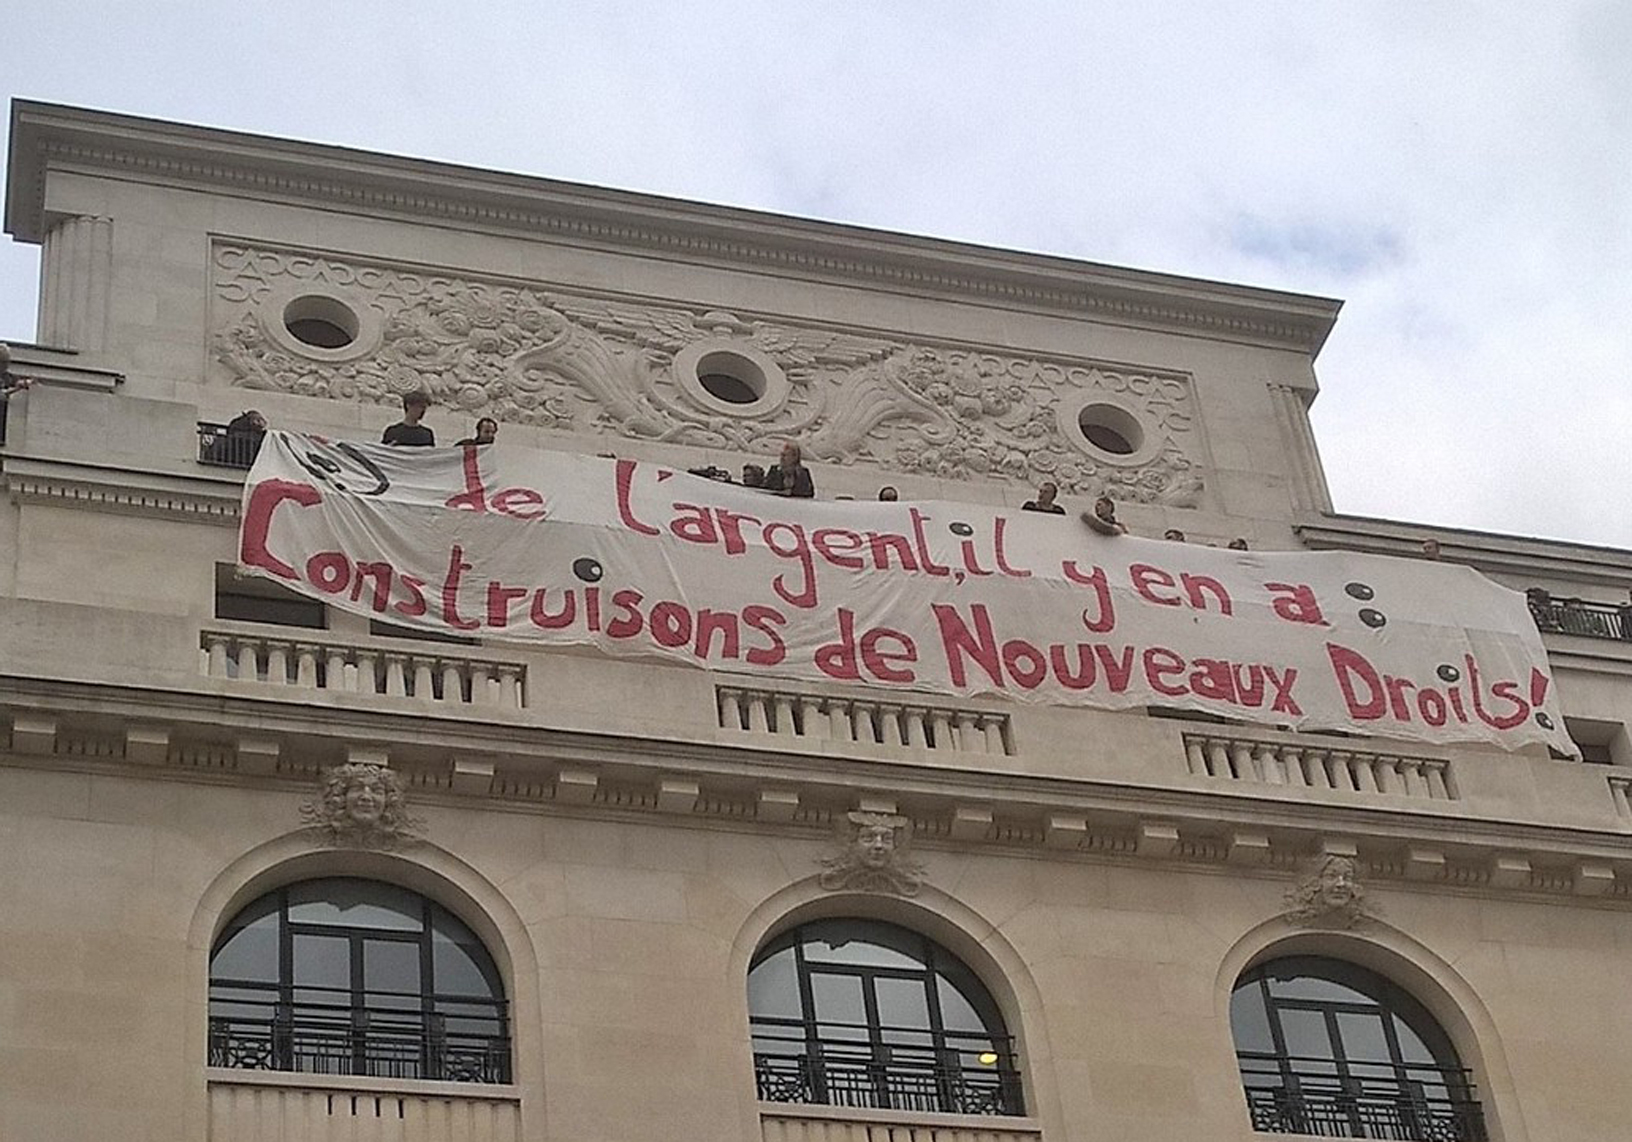 de l'argent, il y en a :
Construisons de Nouveaux Droits !